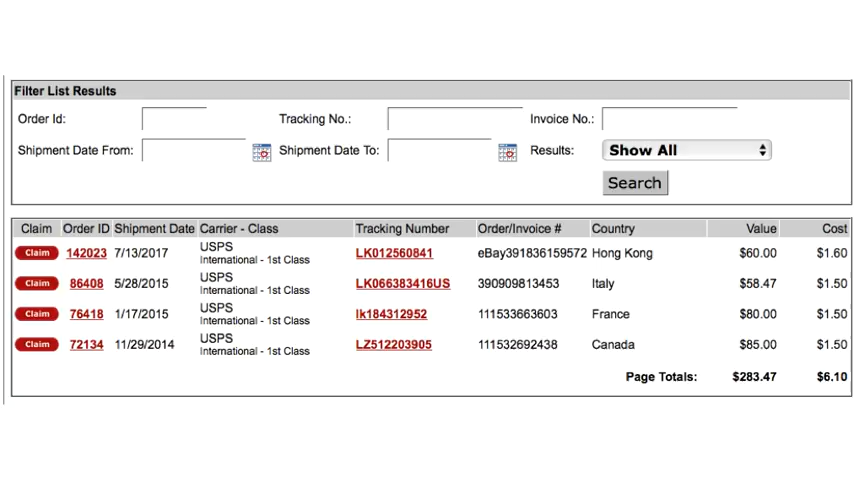 Filter List Results
Order Id: Tracking No.: Invoice No.:
Shipment Date From: Shipment Date To: Results: Show All
Search
Claim Order ID Shipment Date Carrier - Class Tracking Number Order/Invoice # Country Value Cost
Claim 142023 7/13/2017 USPS LK012560841 eBay391836159572 Hong Kong $60.00 $1.60
International - 1st Class
Claim 86408 5/28/2015 USPS LK066383416US 390909813453 Italy $58.47 $1.50
International - 1st Class
Claim 76418 1/17/2015 USPS lk184312952 111533663603 France $80.00 $1.50
International - 1st Class
Claim 72134 11/29/2014 USPS LZ512203905 111532692438 Canada $85.00 $1.50
International - 1st Class
Page Totals: $283.47 $6.10